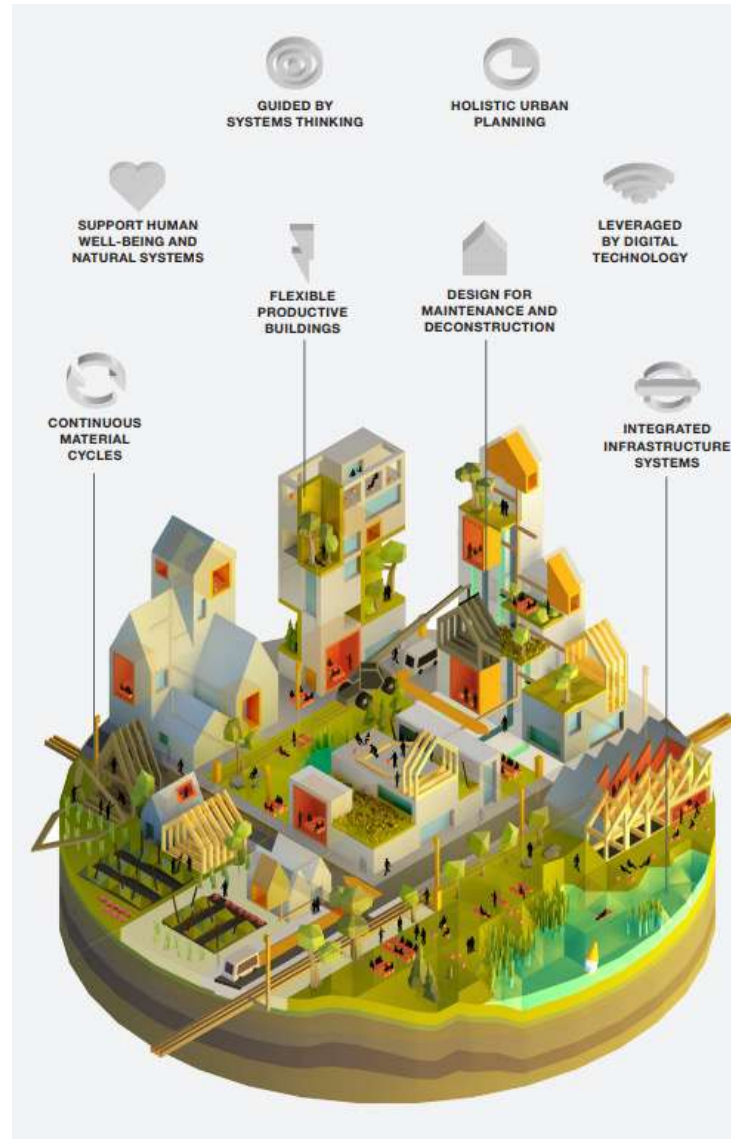 GUIDED BY
SYSTEMS THINKING
HOLISTIC URBAN
PLANNING
SUPPORT HUMAN
WELL-BEING AND
NATURAL SYSTEMS
LEVERAGED
BY DIGITAL
TECHNOLOGY
FLEXIBLE
PRODUCTIVE
BUILDINGS
DESIGN FOR
MAINTENANCE AND
DECONSTRUCTION
CONTINUOUS
MATERIAL
CYCLES
INTEGRATED
INFRASTRUCTURE
SYSTEMS